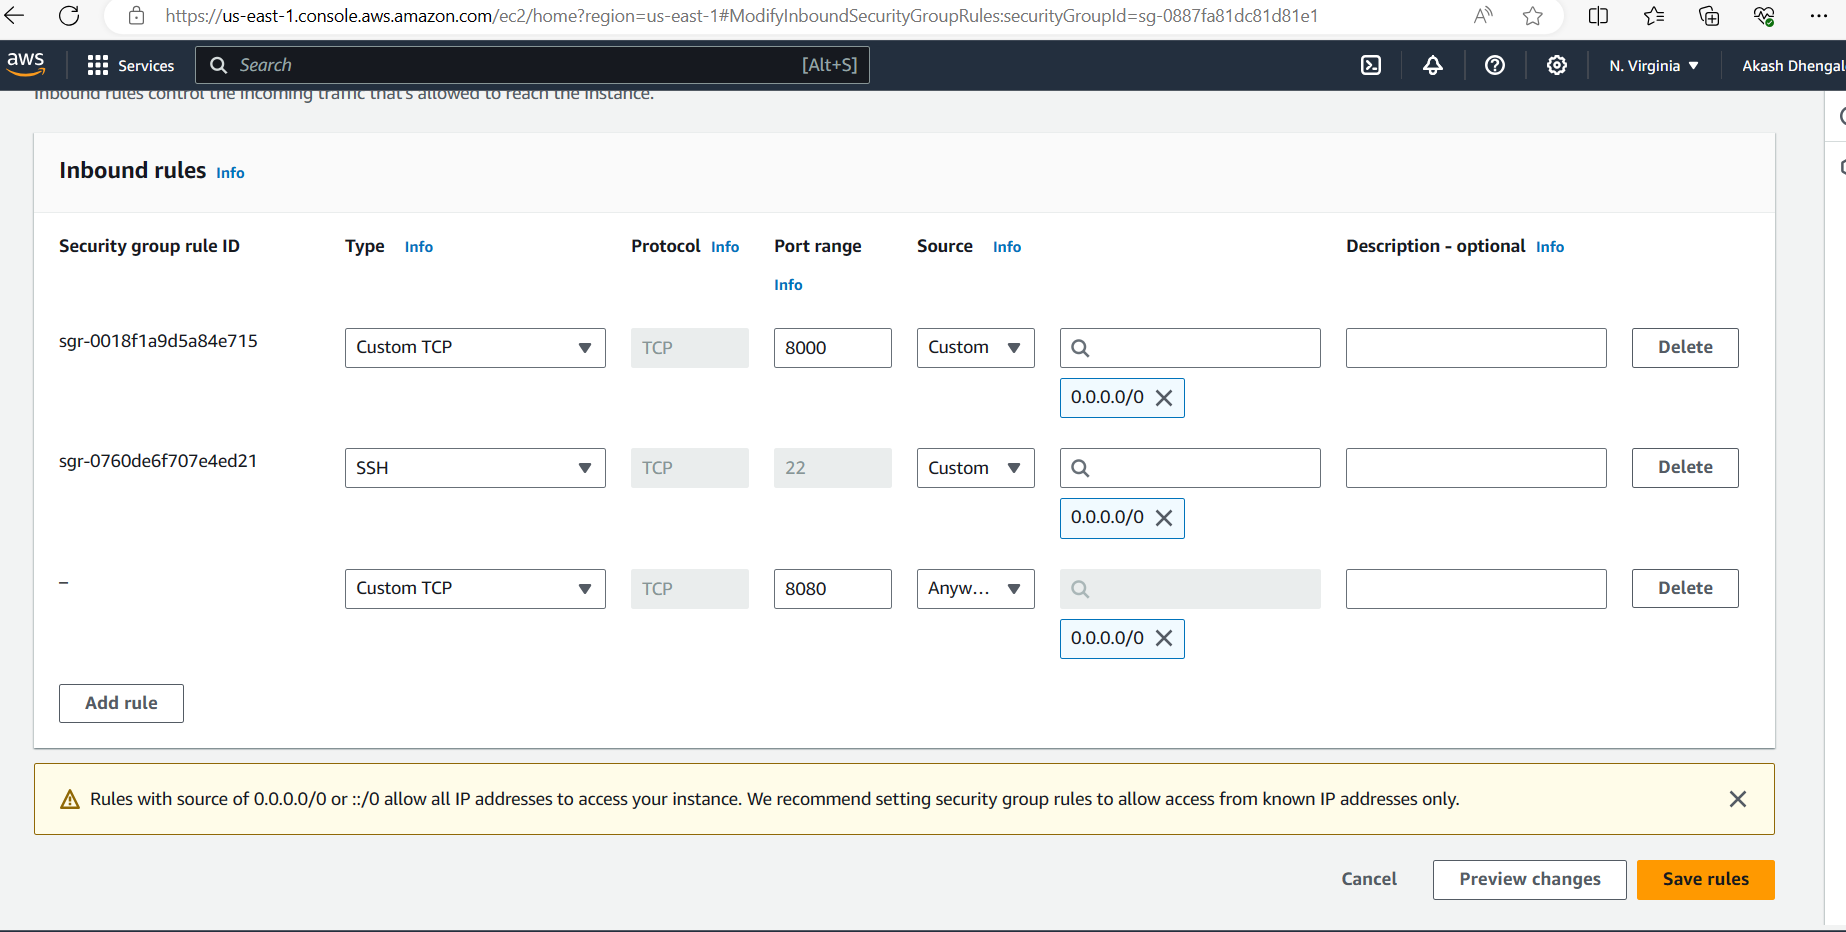 https://us-east-1.console.aws.amazon.com/ec2/home?region=us-east-1#ModifyInboundSecurityGroupRules:securityGroupId=sg-0887fa81dc81d81e1
aws Services Search [Alt+S] N. Virginia Akash Dhengal
Inbound rules control the incoming traffic that's allowed to reach the instance.
Inbound rules Info
Security group rule ID Type Info Protocol Info Port range Source Info Description - optional Info
Info
sgr-0018f1a9d5a84e715 Custom TCP TCP 8000 Custom Delete
0.0.0.0/0
sgr-0760de6f707e4ed21 SSH TCP 22 Custom Delete
0.0.0.0/0
– Custom TCP TCP 8080 Anyw... Delete
0.0.0.0/0
Add rule
Rules with source of 0.0.0.0/0 or ::/0 allow all IP addresses to access your instance. We recommend setting security group rules to allow access from known IP addresses only.
Cancel Preview changes Save rules